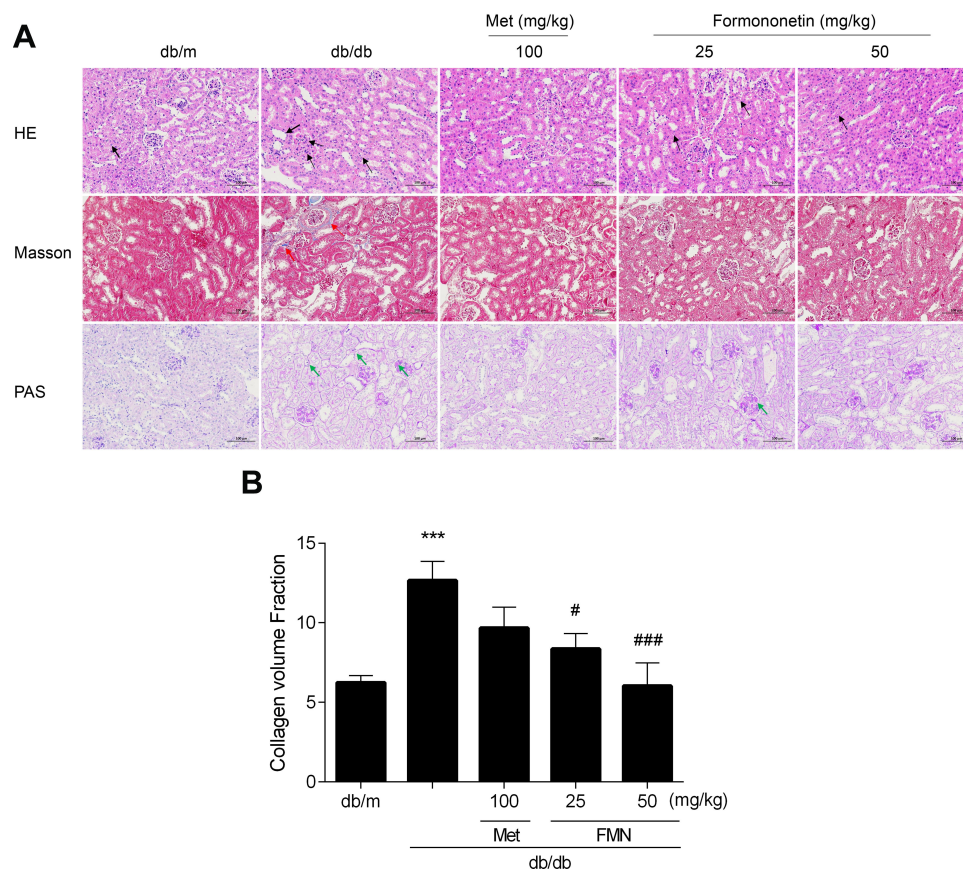 A
Met (mg/kg)
Formononetin (mg/kg)
db/m
db/db
100
25
50
HE
Masson
PAS
B
Collagen volume Fraction
15
10
5
0
***
#
###
db/m
100
25
50
(mg/kg)
Met
FMN
db/db